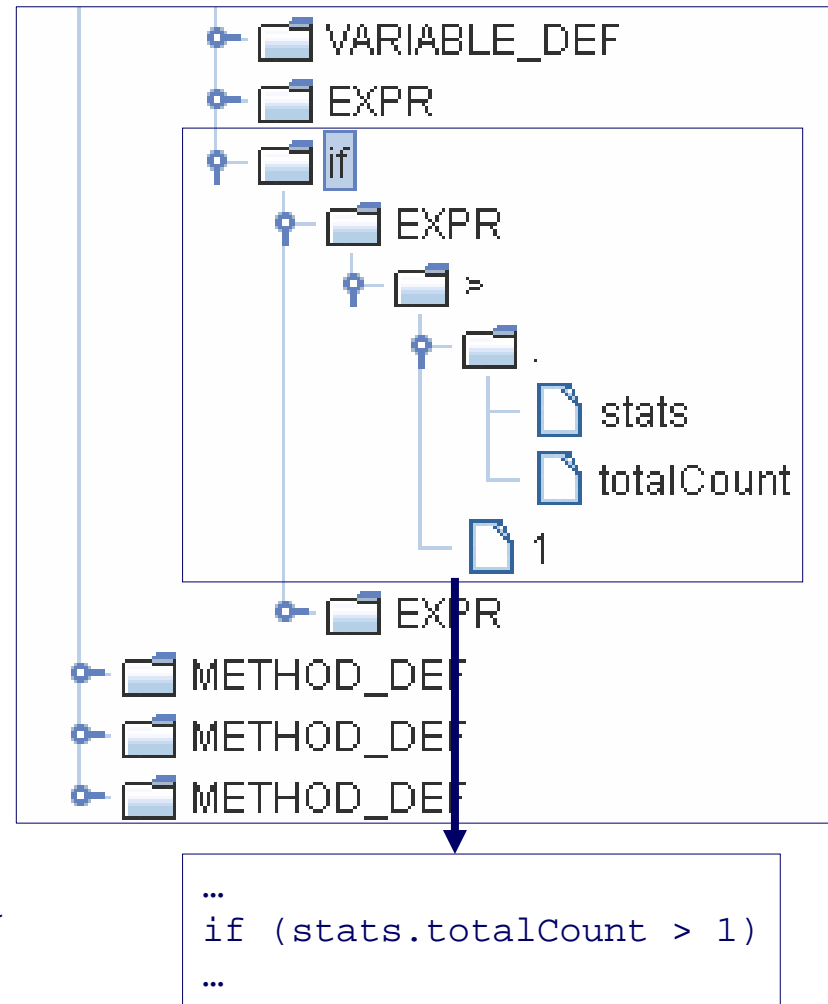 VARIABLE_DEF
EXPR
if
EXPR
>
.
stats
totalCount
1
EXPR
METHOD_DEF
METHOD_DEF
METHOD_DEF
…
if (stats.totalCount > 1)
…